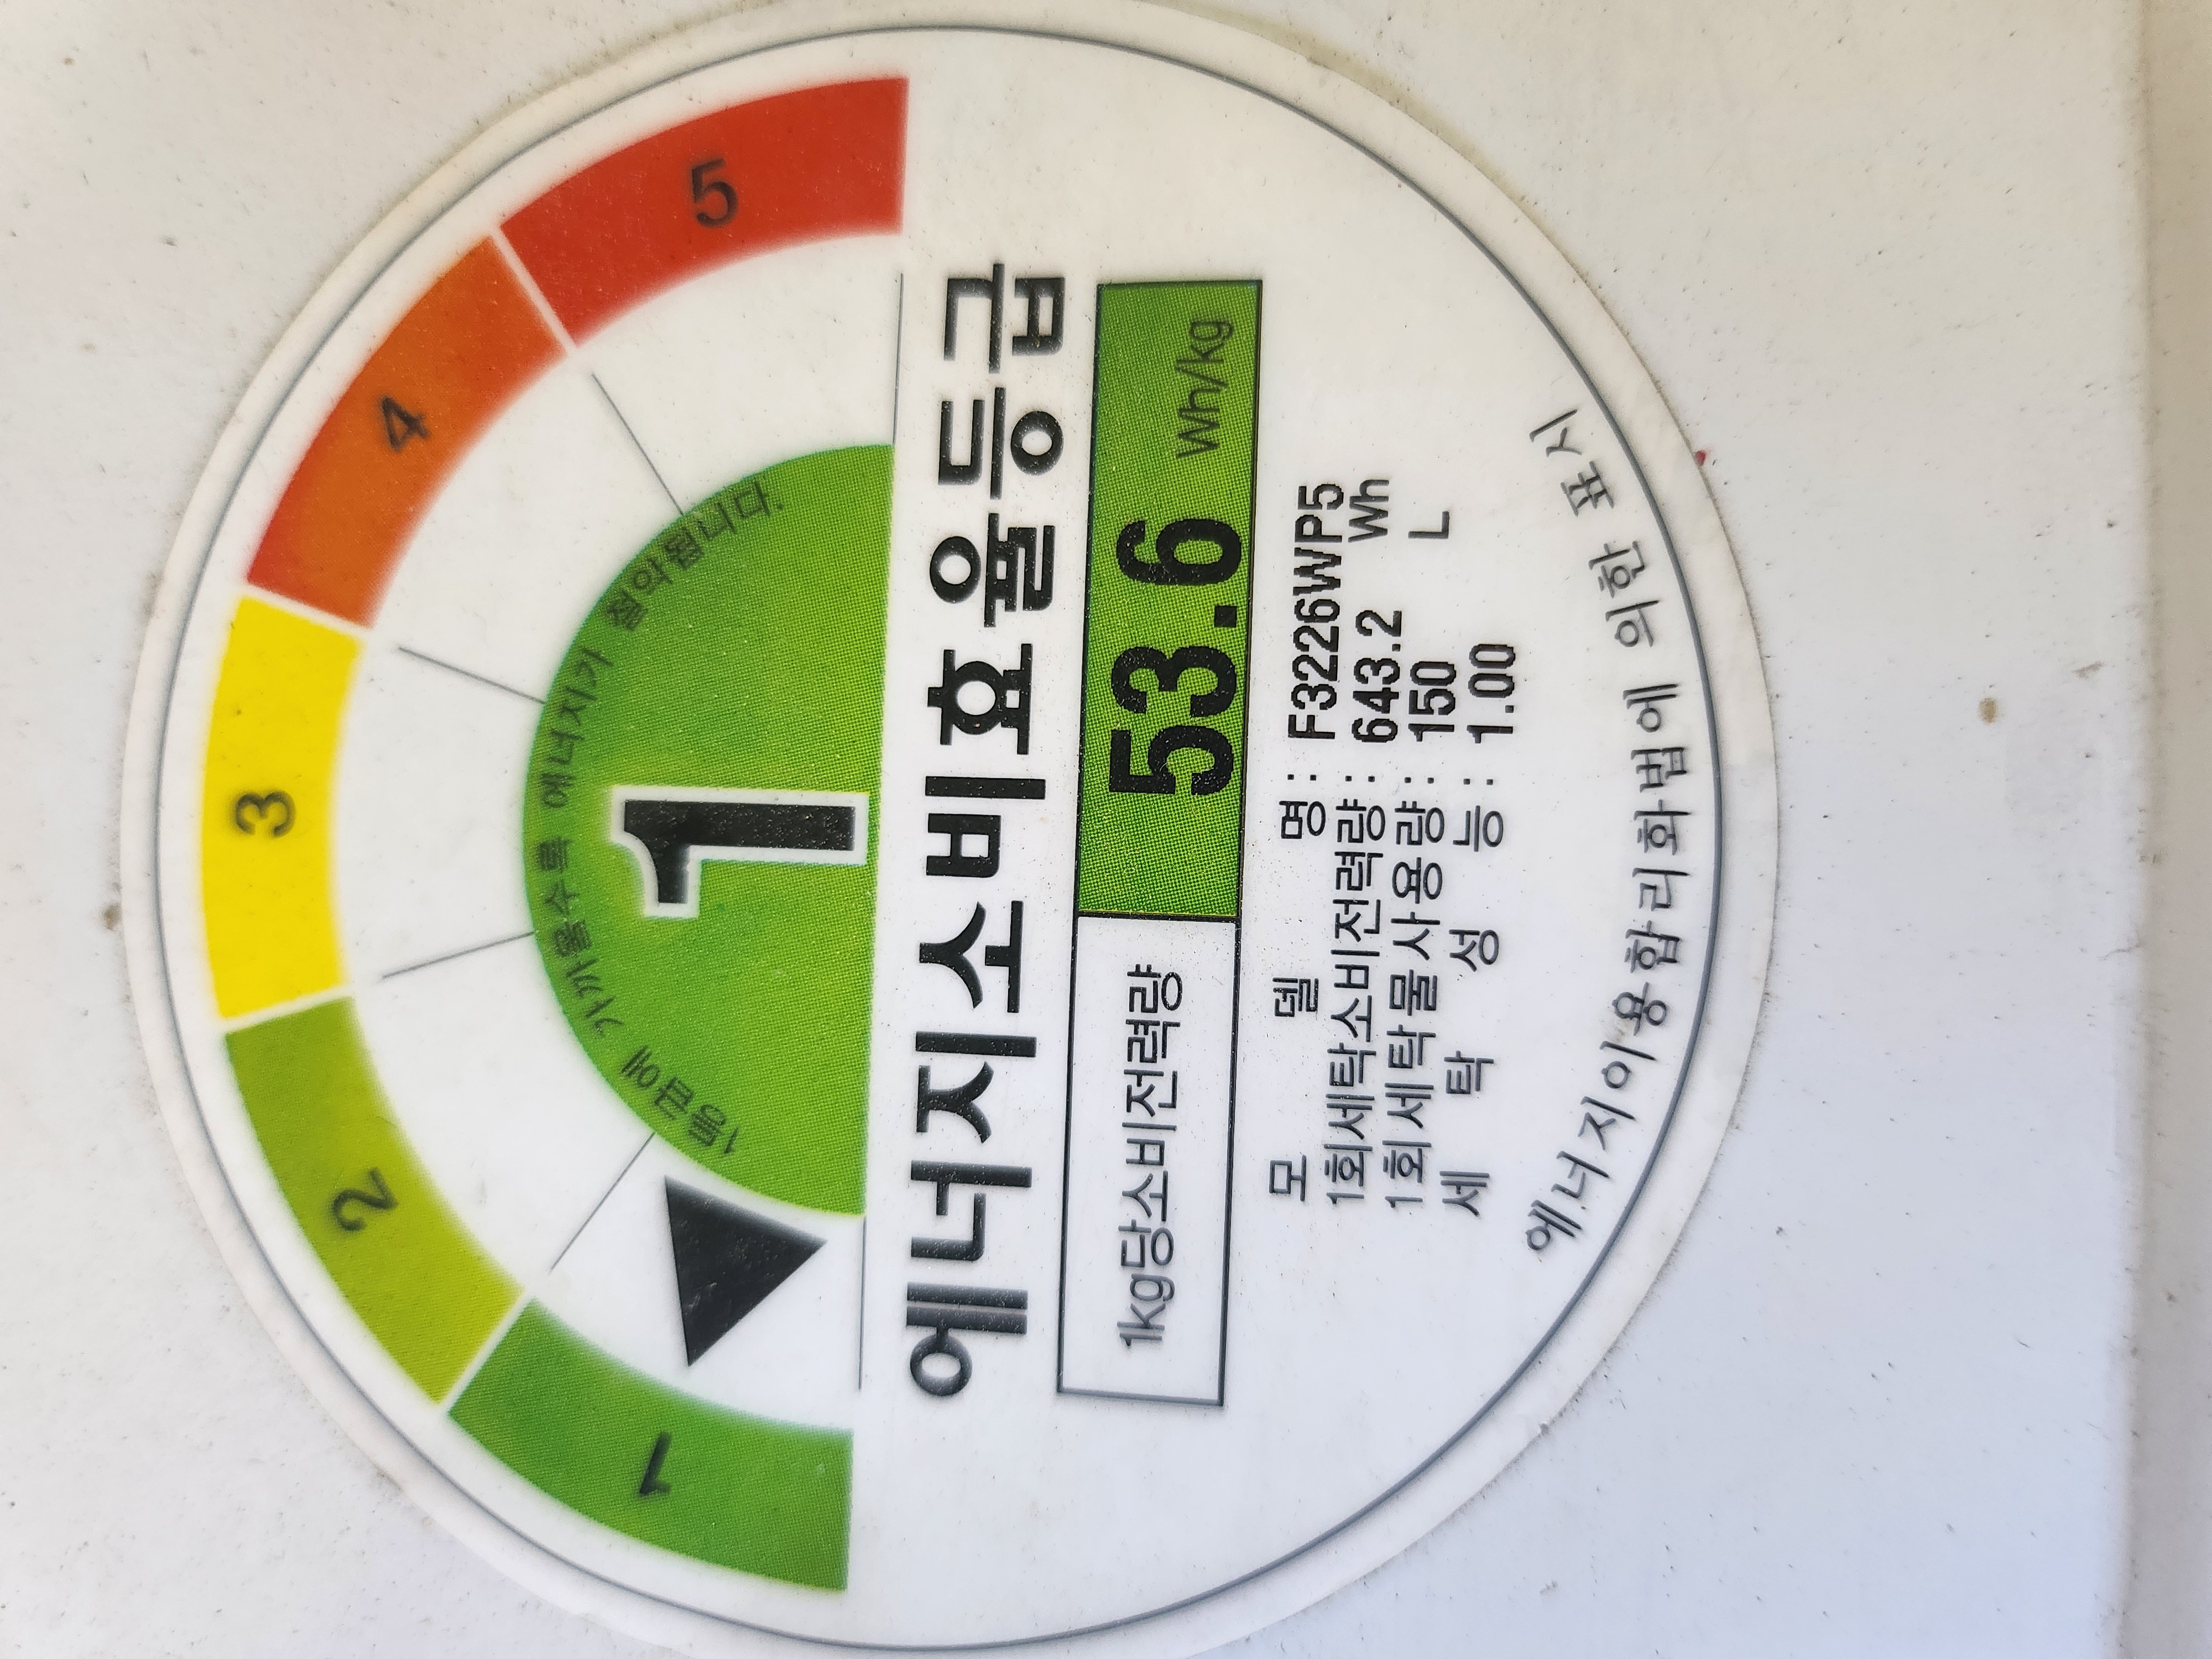 1 2 3 4 5
1등급에 가까울수록 에너지가 절약됩니다.
1
에너지소비효율등급
1kg당소비전력량 53.6 Wh/kg
모 델 명 : F3226WP5
1회세탁소비전력량 : 643.2 Wh
1회세탁물사용량 : 150 L
세 탁 성 능 : 1.00
에너지이용합리화법에 의한 표시